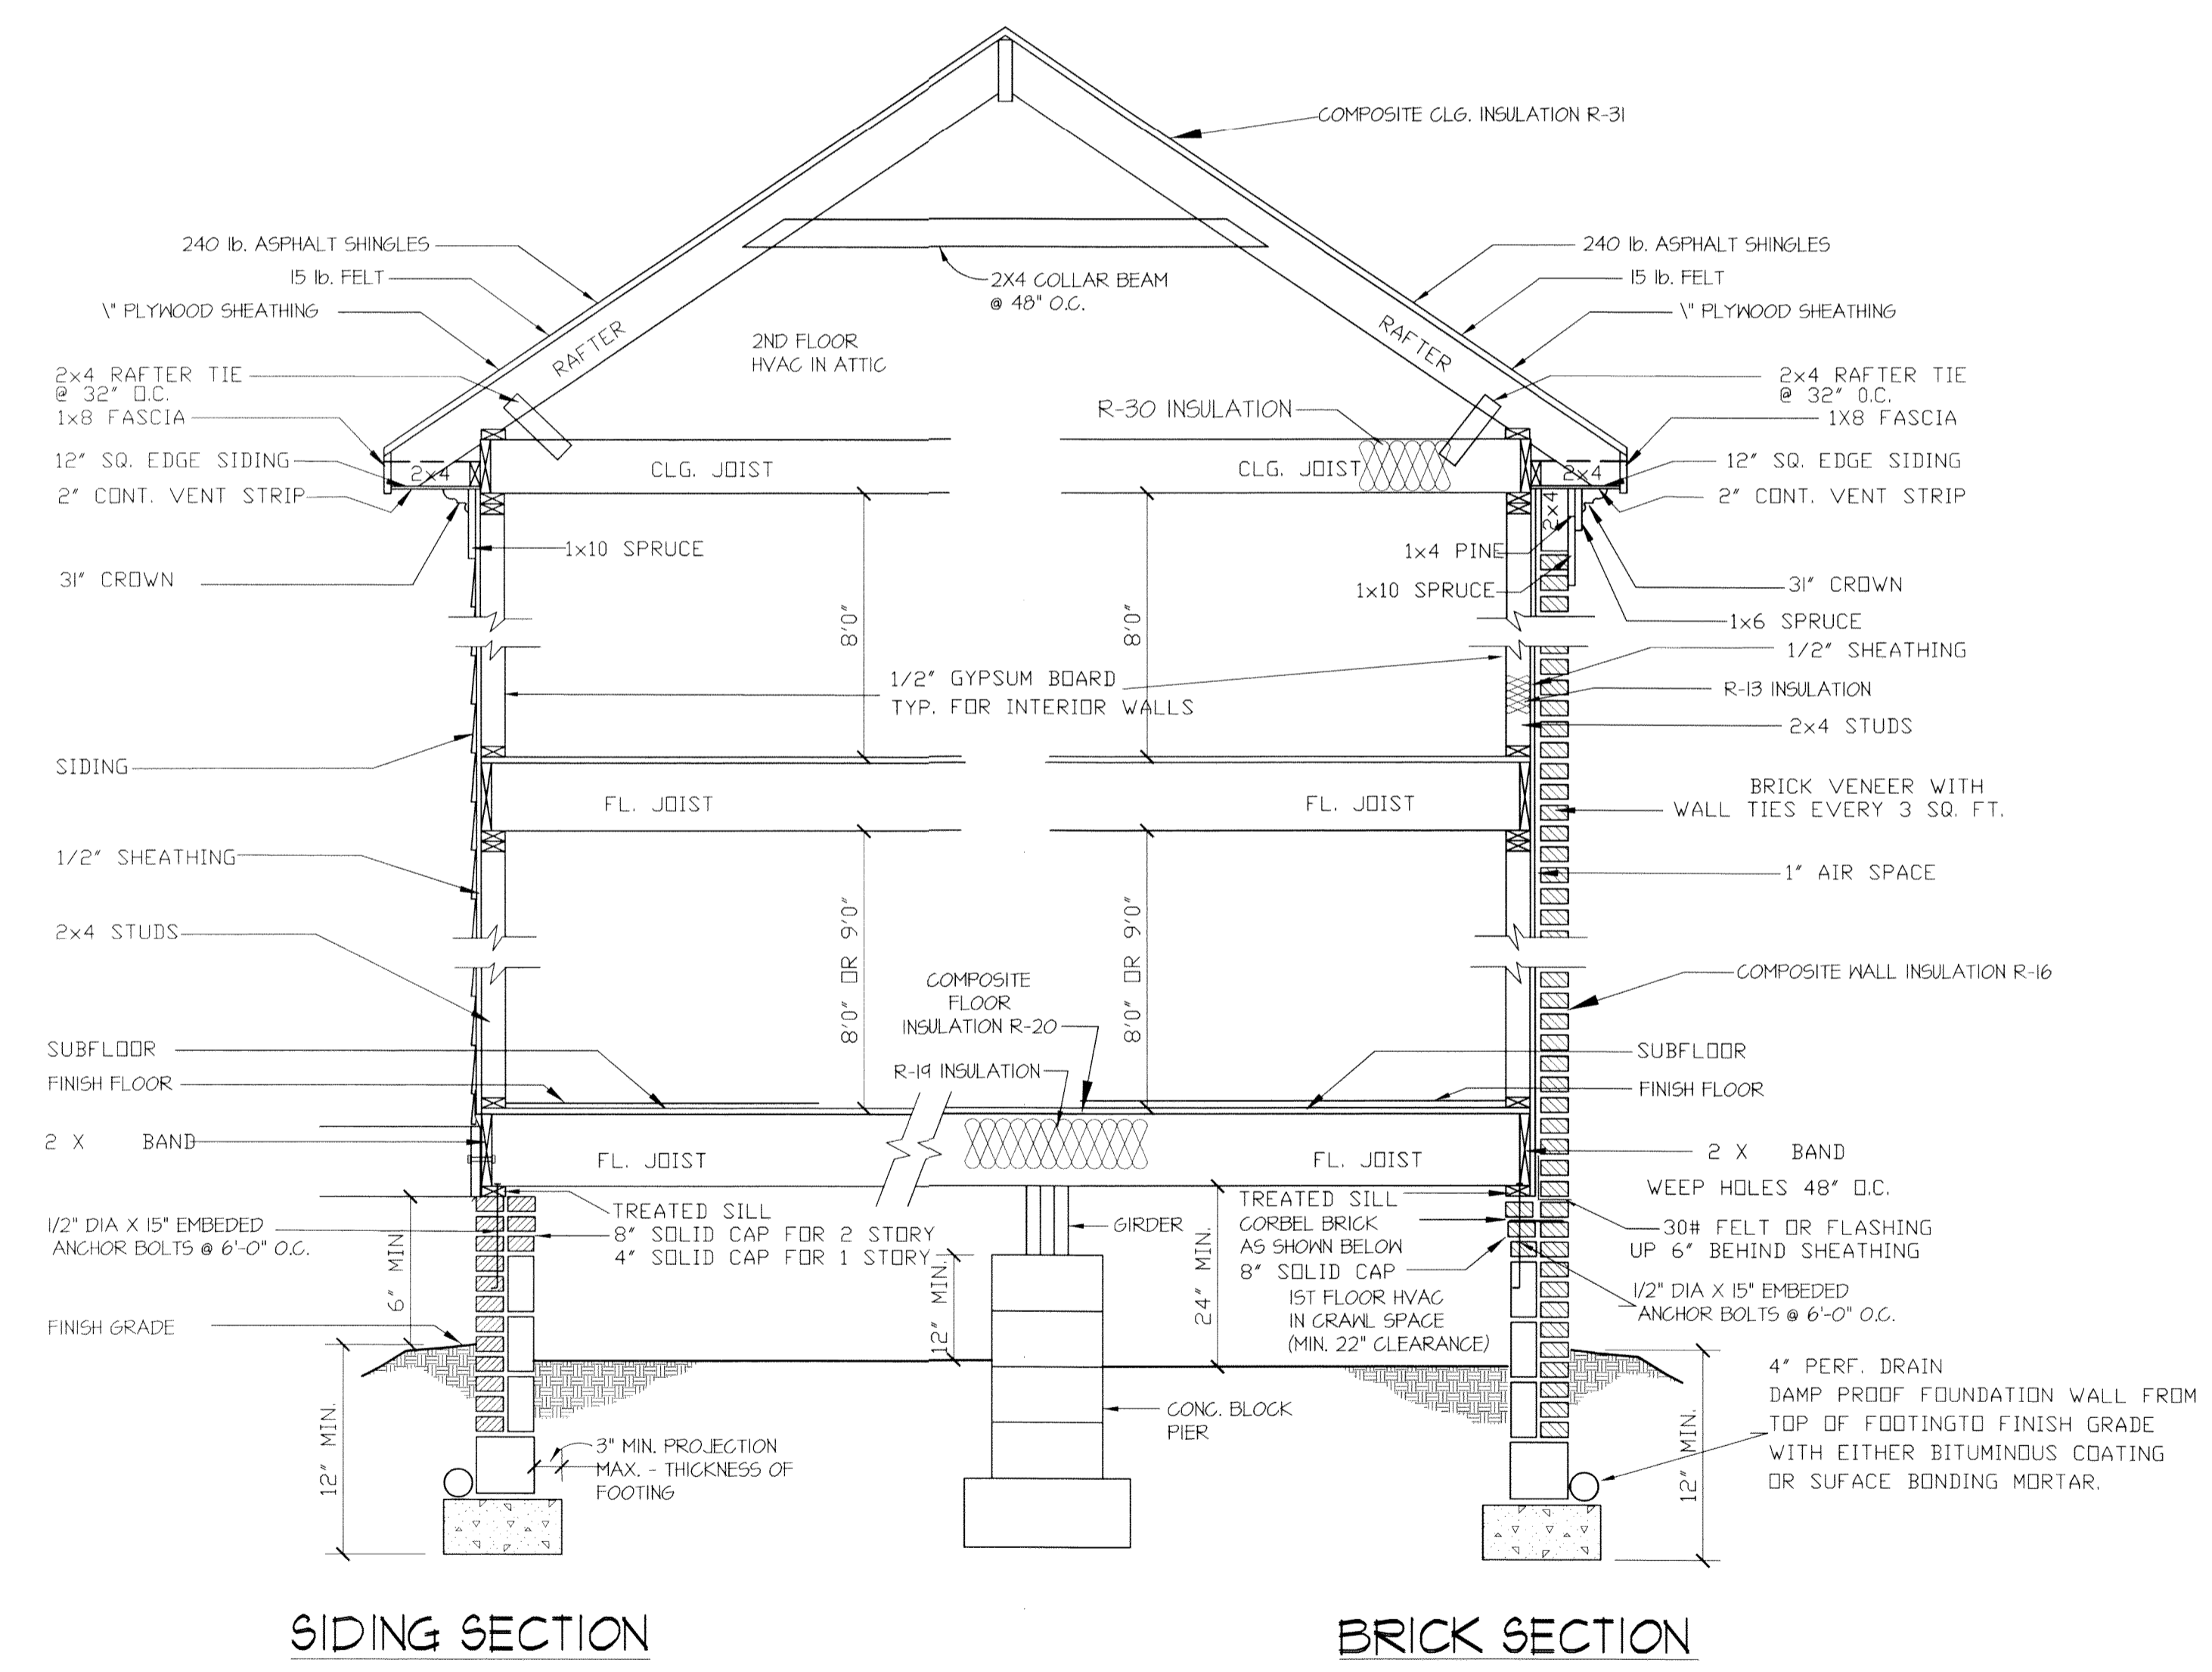 COMPOSITE CLG. INSULATION R-31
240 lb. ASPHALT SHINGLES
15 lb. FELT
\" PLYWOOD SHEATHING
2x4 RAFTER TIE
@ 32" O.C.
1x8 FASCIA
12" SQ. EDGE SIDING
2" CONT. VENT STRIP
31" CROWN
SIDING
1/2" SHEATHING
2x4 STUDS
SUBFLOOR
FINISH FLOOR
2 X BAND
1/2" DIA X 15" EMBEDED
ANCHOR BOLTS @ 6'-0" O.C.
FINISH GRADE
6" MIN
12" MIN.
RAFTER
2x4
1x10 SPRUCE
2X4 COLLAR BEAM
@ 48" O.C.
2ND FLOOR
HVAC IN ATTIC
RAFTER
R-30 INSULATION
CLG. JOIST
CLG. JOIST
8'0"
8'0"
1/2" GYPSUM BOARD
TYP. FOR INTERIOR WALLS
FL. JOIST
FL. JOIST
8'0" OR 9'0"
8'0" OR 9'0"
COMPOSITE
FLOOR
INSULATION R-20
R-19 INSULATION
FL. JOIST
FL. JOIST
TREATED SILL
8" SOLID CAP FOR 2 STORY
4" SOLID CAP FOR 1 STORY
12" MIN.
GIRDER
24" MIN.
TREATED SILL
CORBEL BRICK
AS SHOWN BELOW
8" SOLID CAP
1ST FLOOR HVAC
IN CRAWL SPACE
(MIN. 22" CLEARANCE)
CONC. BLOCK
PIER
3" MIN. PROJECTION
MAX. - THICKNESS OF
FOOTING
240 lb. ASPHALT SHINGLES
15 lb. FELT
\" PLYWOOD SHEATHING
2x4 RAFTER TIE
@ 32" O.C.
1X8 FASCIA
2x4
12" SQ. EDGE SIDING
2" CONT. VENT STRIP
2x4
1x4 PINE
1x10 SPRUCE
31" CROWN
1x6 SPRUCE
1/2" SHEATHING
R-13 INSULATION
2x4 STUDS
BRICK VENEER WITH
WALL TIES EVERY 3 SQ. FT.
1" AIR SPACE
COMPOSITE WALL INSULATION R-16
SUBFLOOR
FINISH FLOOR
2 X BAND
WEEP HOLES 48" O.C.
30# FELT OR FLASHING
UP 6" BEHIND SHEATHING
1/2" DIA X 15" EMBEDED
ANCHOR BOLTS @ 6'-0" O.C.
12" MIN.
4" PERF. DRAIN
DAMP PROOF FOUNDATION WALL FROM
TOP OF FOOTINGTO FINISH GRADE
WITH EITHER BITUMINOUS COATING
OR SUFACE BONDING MORTAR.
SIDING SECTION
BRICK SECTION